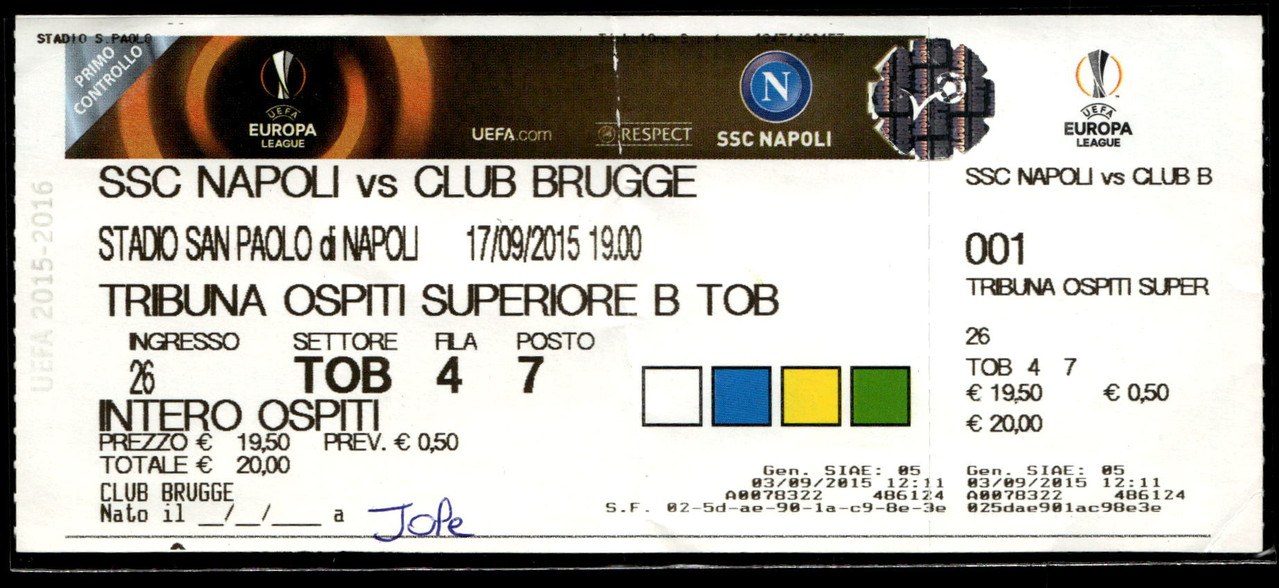 STADIO S.PAOLO
PRIMO
CONTROLLO
UEFA
EUROPA
LEAGUE
UEFA.com
RESPECT
N
SSC NAPOLI
UEFA
EUROPA
LEAGUE
UEFA 2015-2016
SSC NAPOLI vs CLUB BRUGGE
STADIO SAN PAOLO di NAPOLI 17/09/2015 19.00
TRIBUNA OSPITI SUPERIORE B TOB
INGRESSO SETTORE FILA POSTO
26 TOB 4 7
INTERO OSPITI
PREZZO € 19,50 PREV. € 0,50
TOTALE € 20,00
CLUB BRUGGE
Nato il __/__/____ a JOPe
Gen. SIAE: 05
03/09/2015 12:11
A0078322 486124
S.F. 02-5d-ae-90-1a-c9-8e-3e
SSC NAPOLI vs CLUB B
001
TRIBUNA OSPITI SUPER
26
TOB 4 7
€ 19,50 € 0,50
€ 20,00
Gen. SIAE: 05
03/09/2015 12:11
A0078322 486124
025dae901ac98e3e